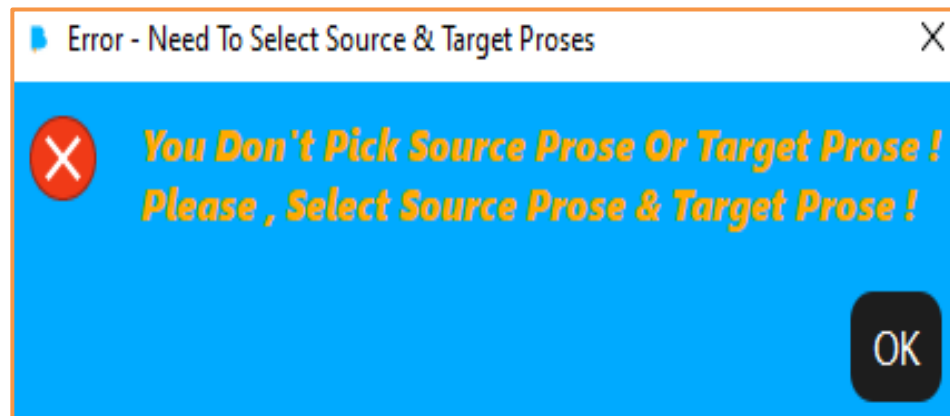 Error - Need To Select Source & Target Proses
You Don't Pick Source Prose Or Target Prose !
Please , Select Source Prose & Target Prose !
OK